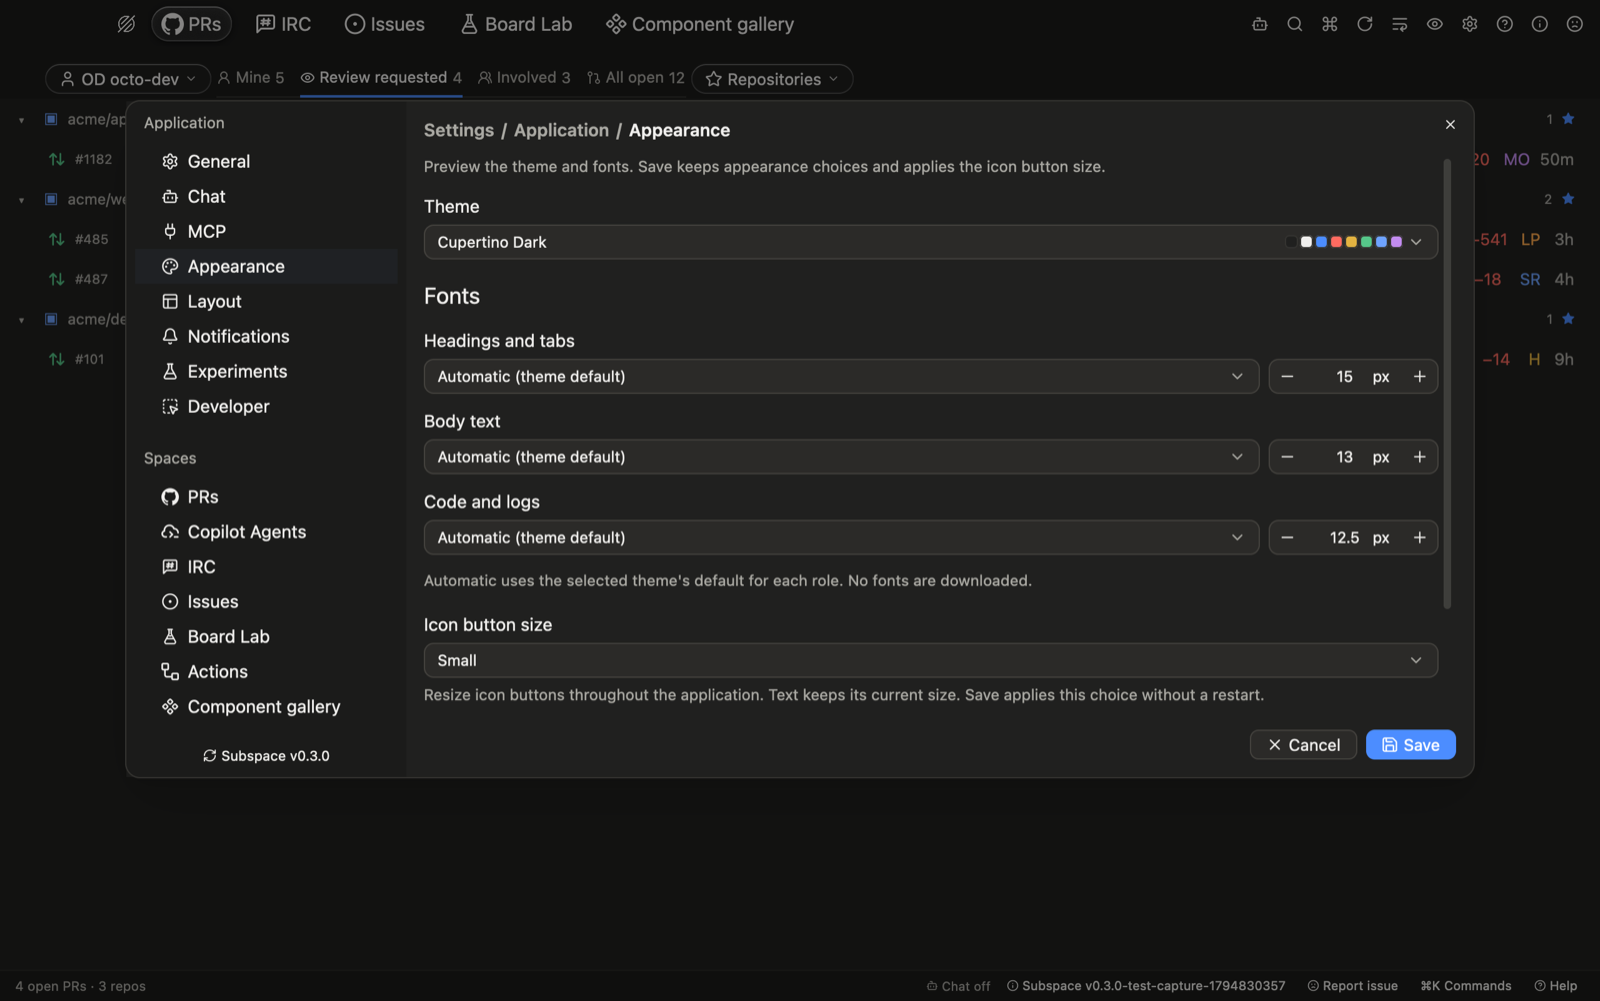 PRs IRC Issues Board Lab Component gallery
OD octo-dev Mine 5 Review requested 4 Involved 3 All open 12 Repositories
acme/ap 1
#1182 20 MO 50m
acme/we 2
#485 -541 LP 3h
#487 -18 SR 4h
acme/de 1
#101 -14 H 9h
Application
General
Chat
MCP
Appearance
Layout
Notifications
Experiments
Developer
Spaces
PRs
Copilot Agents
IRC
Issues
Board Lab
Actions
Component gallery
Subspace v0.3.0
Settings / Application / Appearance
Preview the theme and fonts. Save keeps appearance choices and applies the icon button size.
Theme
Cupertino Dark
Fonts
Headings and tabs
Automatic (theme default) − 15 px +
Body text
Automatic (theme default) − 13 px +
Code and logs
Automatic (theme default) − 12.5 px +
Automatic uses the selected theme's default for each role. No fonts are downloaded.
Icon button size
Small
Resize icon buttons throughout the application. Text keeps its current size. Save applies this choice without a restart.
Cancel Save
4 open PRs · 3 repos Chat off Subspace v0.3.0-test-capture-1794830357 Report issue ⌘K Commands Help